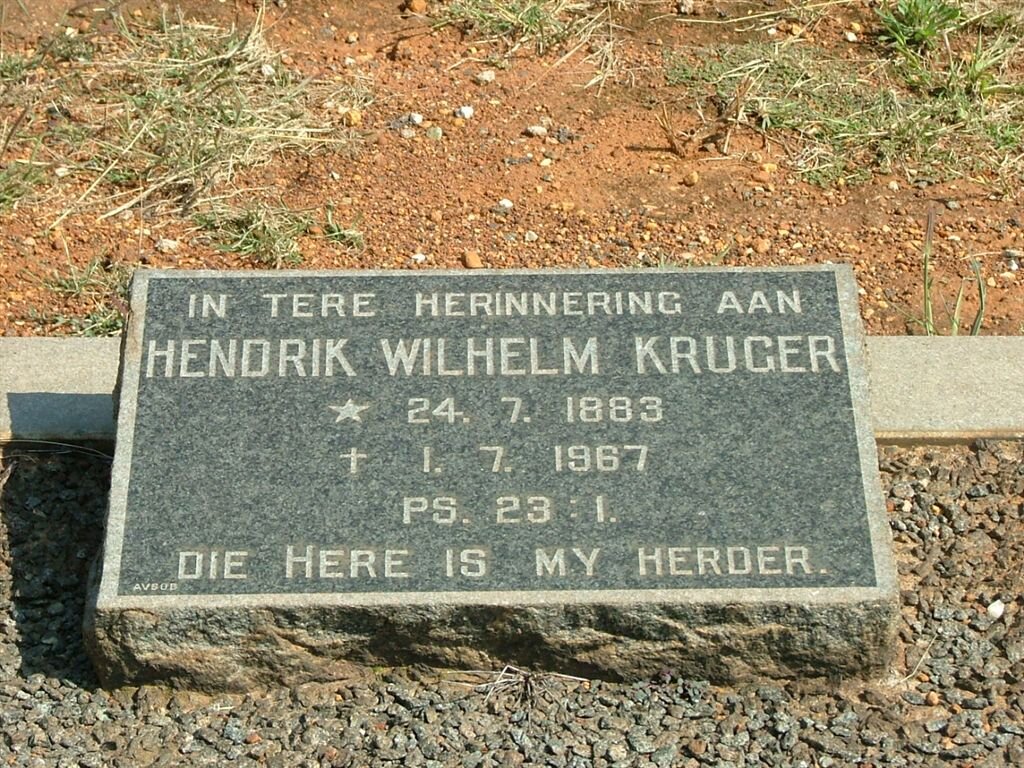 IN TERE HERINNERING AAN
HENDRIK WILHELM KRUGER
★ 24. 7. 1883
† 1. 7. 1967
PS. 23 : 1.
DIE HERE IS MY HERDER.